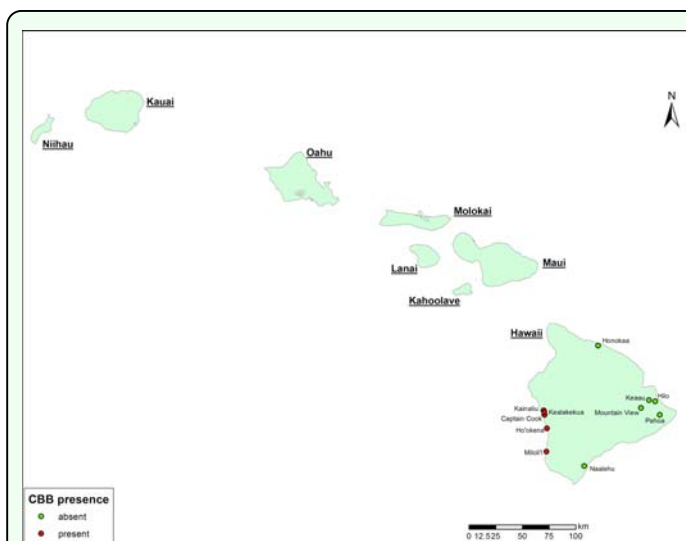 N
Kauai
Niihau
Oahu
Molokai
Lanai
Maui
Kahoolave
Hawaii
Honokaa
Keaau Hilo
Mountain View
Pahoa
Kainaliu
Kealakekua
Captain Cook
Ho'okena
Miloli'i
Naalehu
CBB presence
absent
present
km
0 12.525 50 75 100